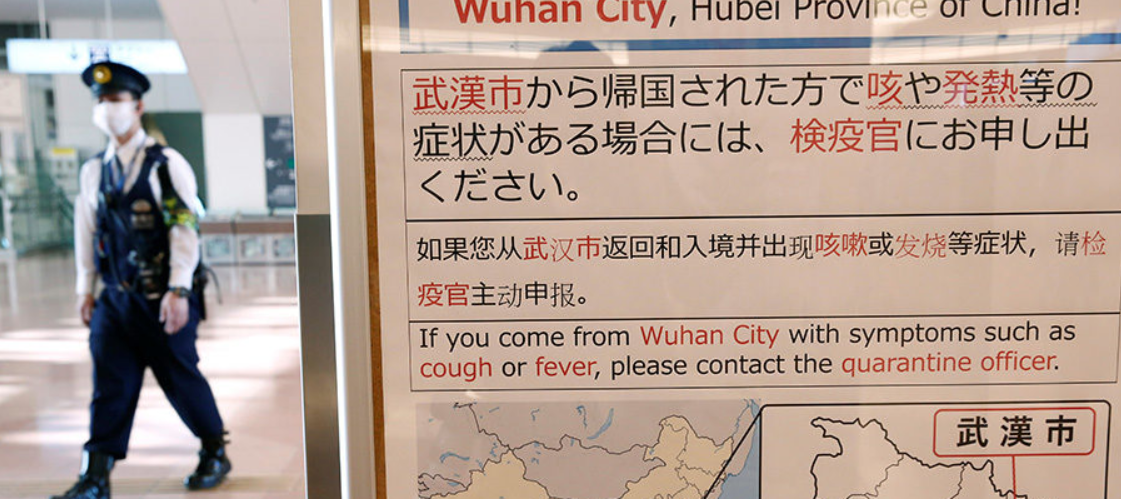 Wuhan City, Hubei Province of China!
武漢市から帰国された方で咳や発熱等の
症状がある場合には、検疫官にお申し出
ください。
如果您从武汉市返回和入境并出现咳嗽或发烧等症状，请检
疫官主动申报。
If you come from Wuhan City with symptoms such as
cough or fever, please contact the quarantine officer.
武漢市